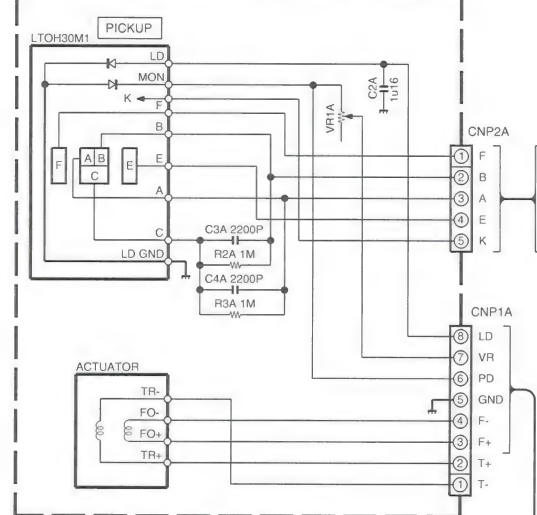 PICKUP
LTOH30M1
LD
MON
K
F
B
E
A
C
LD GND
F
A B
C
E
C2A
1u16
VR1A
C3A 2200P
R2A 1M
C4A 2200P
R3A 1M
CNP2A
1 F
2 B
3 A
4 E
5 K
CNP1A
8 LD
7 VR
6 PD
5 GND
4 F-
3 F+
2 T+
1 T-
ACTUATOR
TR-
FO-
FO+
TR+